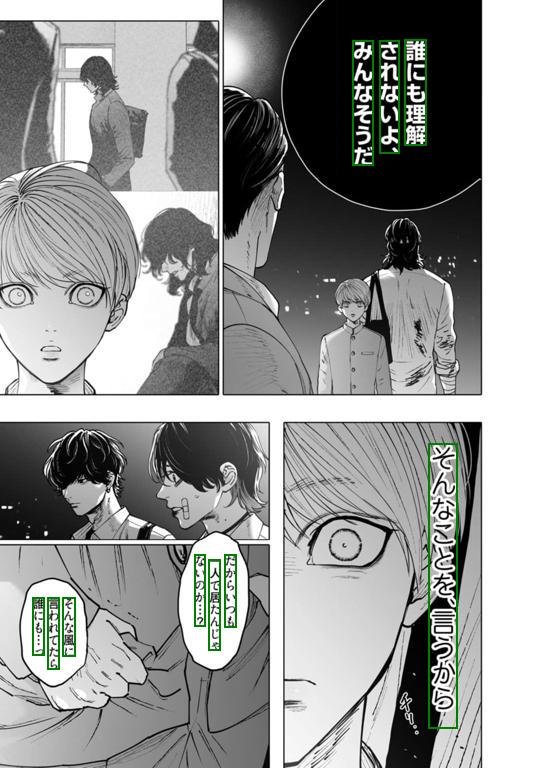 誰にも理解
されないよ、
みんなそうだ
そんなことを、言うから
チリ‥
だからいつも
一人で居たんじゃ
ないのか…?
そんな風に
言われてたら
誰にも…っ